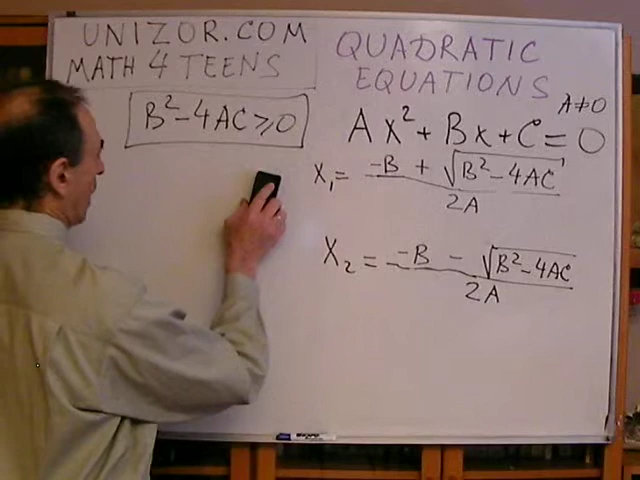 UNIZOR.COM
MATH 4 TEENS
B²-4AC≥0
QUADRATIC
EQUATIONS
A≠0
Ax²+Bx+C=0
X₁= -B + √B²-4AC / 2A
X₂= -B - √B²-4AC / 2A